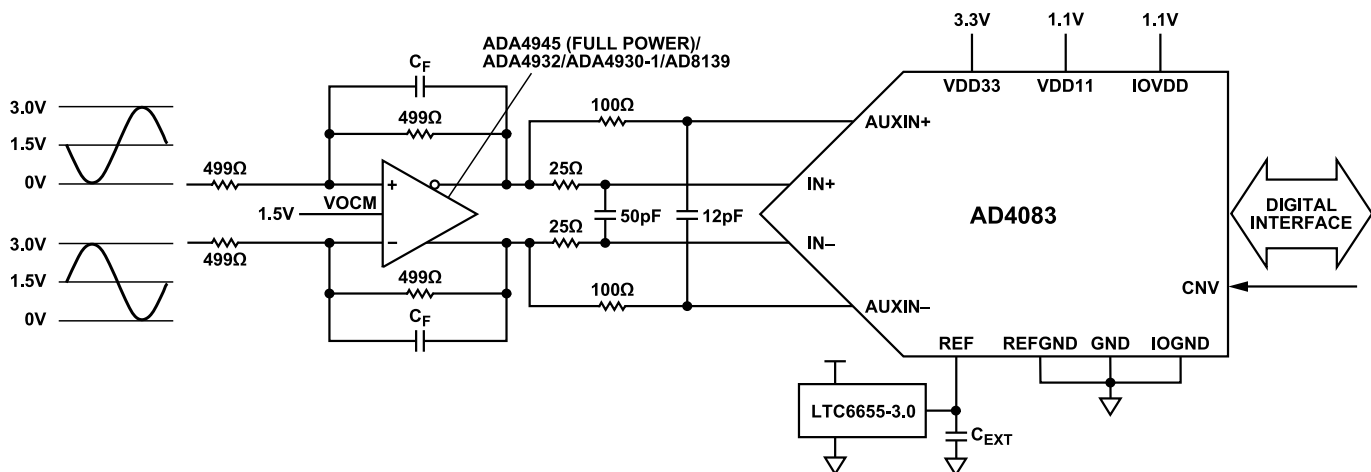 ADA4945 (FULL POWER)/
ADA4932/ADA4930-1/AD8139
3.3V
1.1V
1.1V
VDD33
VDD11
IOVDD
CF
499Ω
100Ω
AUXIN+
3.0V
1.5V
0V
499Ω
+
25Ω
IN+
VOCM
1.5V
50pF
12pF
AD4083
DIGITAL
INTERFACE
–
25Ω
IN–
3.0V
1.5V
0V
499Ω
499Ω
CF
100Ω
AUXIN–
CNV
REF
REFGND
GND
IOGND
LTC6655-3.0
CEXT